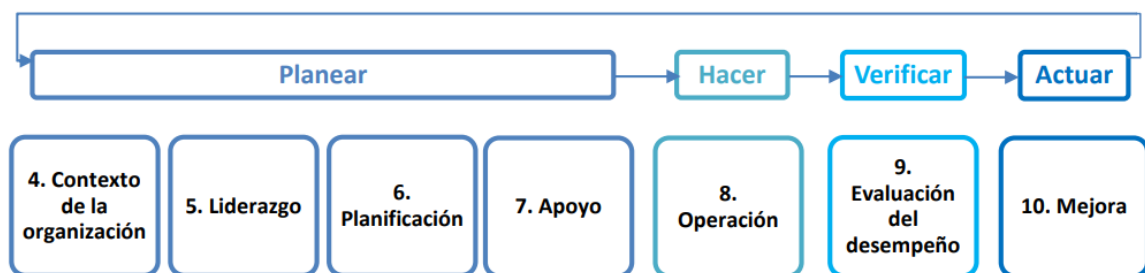 Planear
Hacer
Verificar
Actuar
4. Contexto
de la
organización
5. Liderazgo
6.
Planificación
7. Apoyo
8.
Operación
9.
Evaluación
del
desempeño
10. Mejora